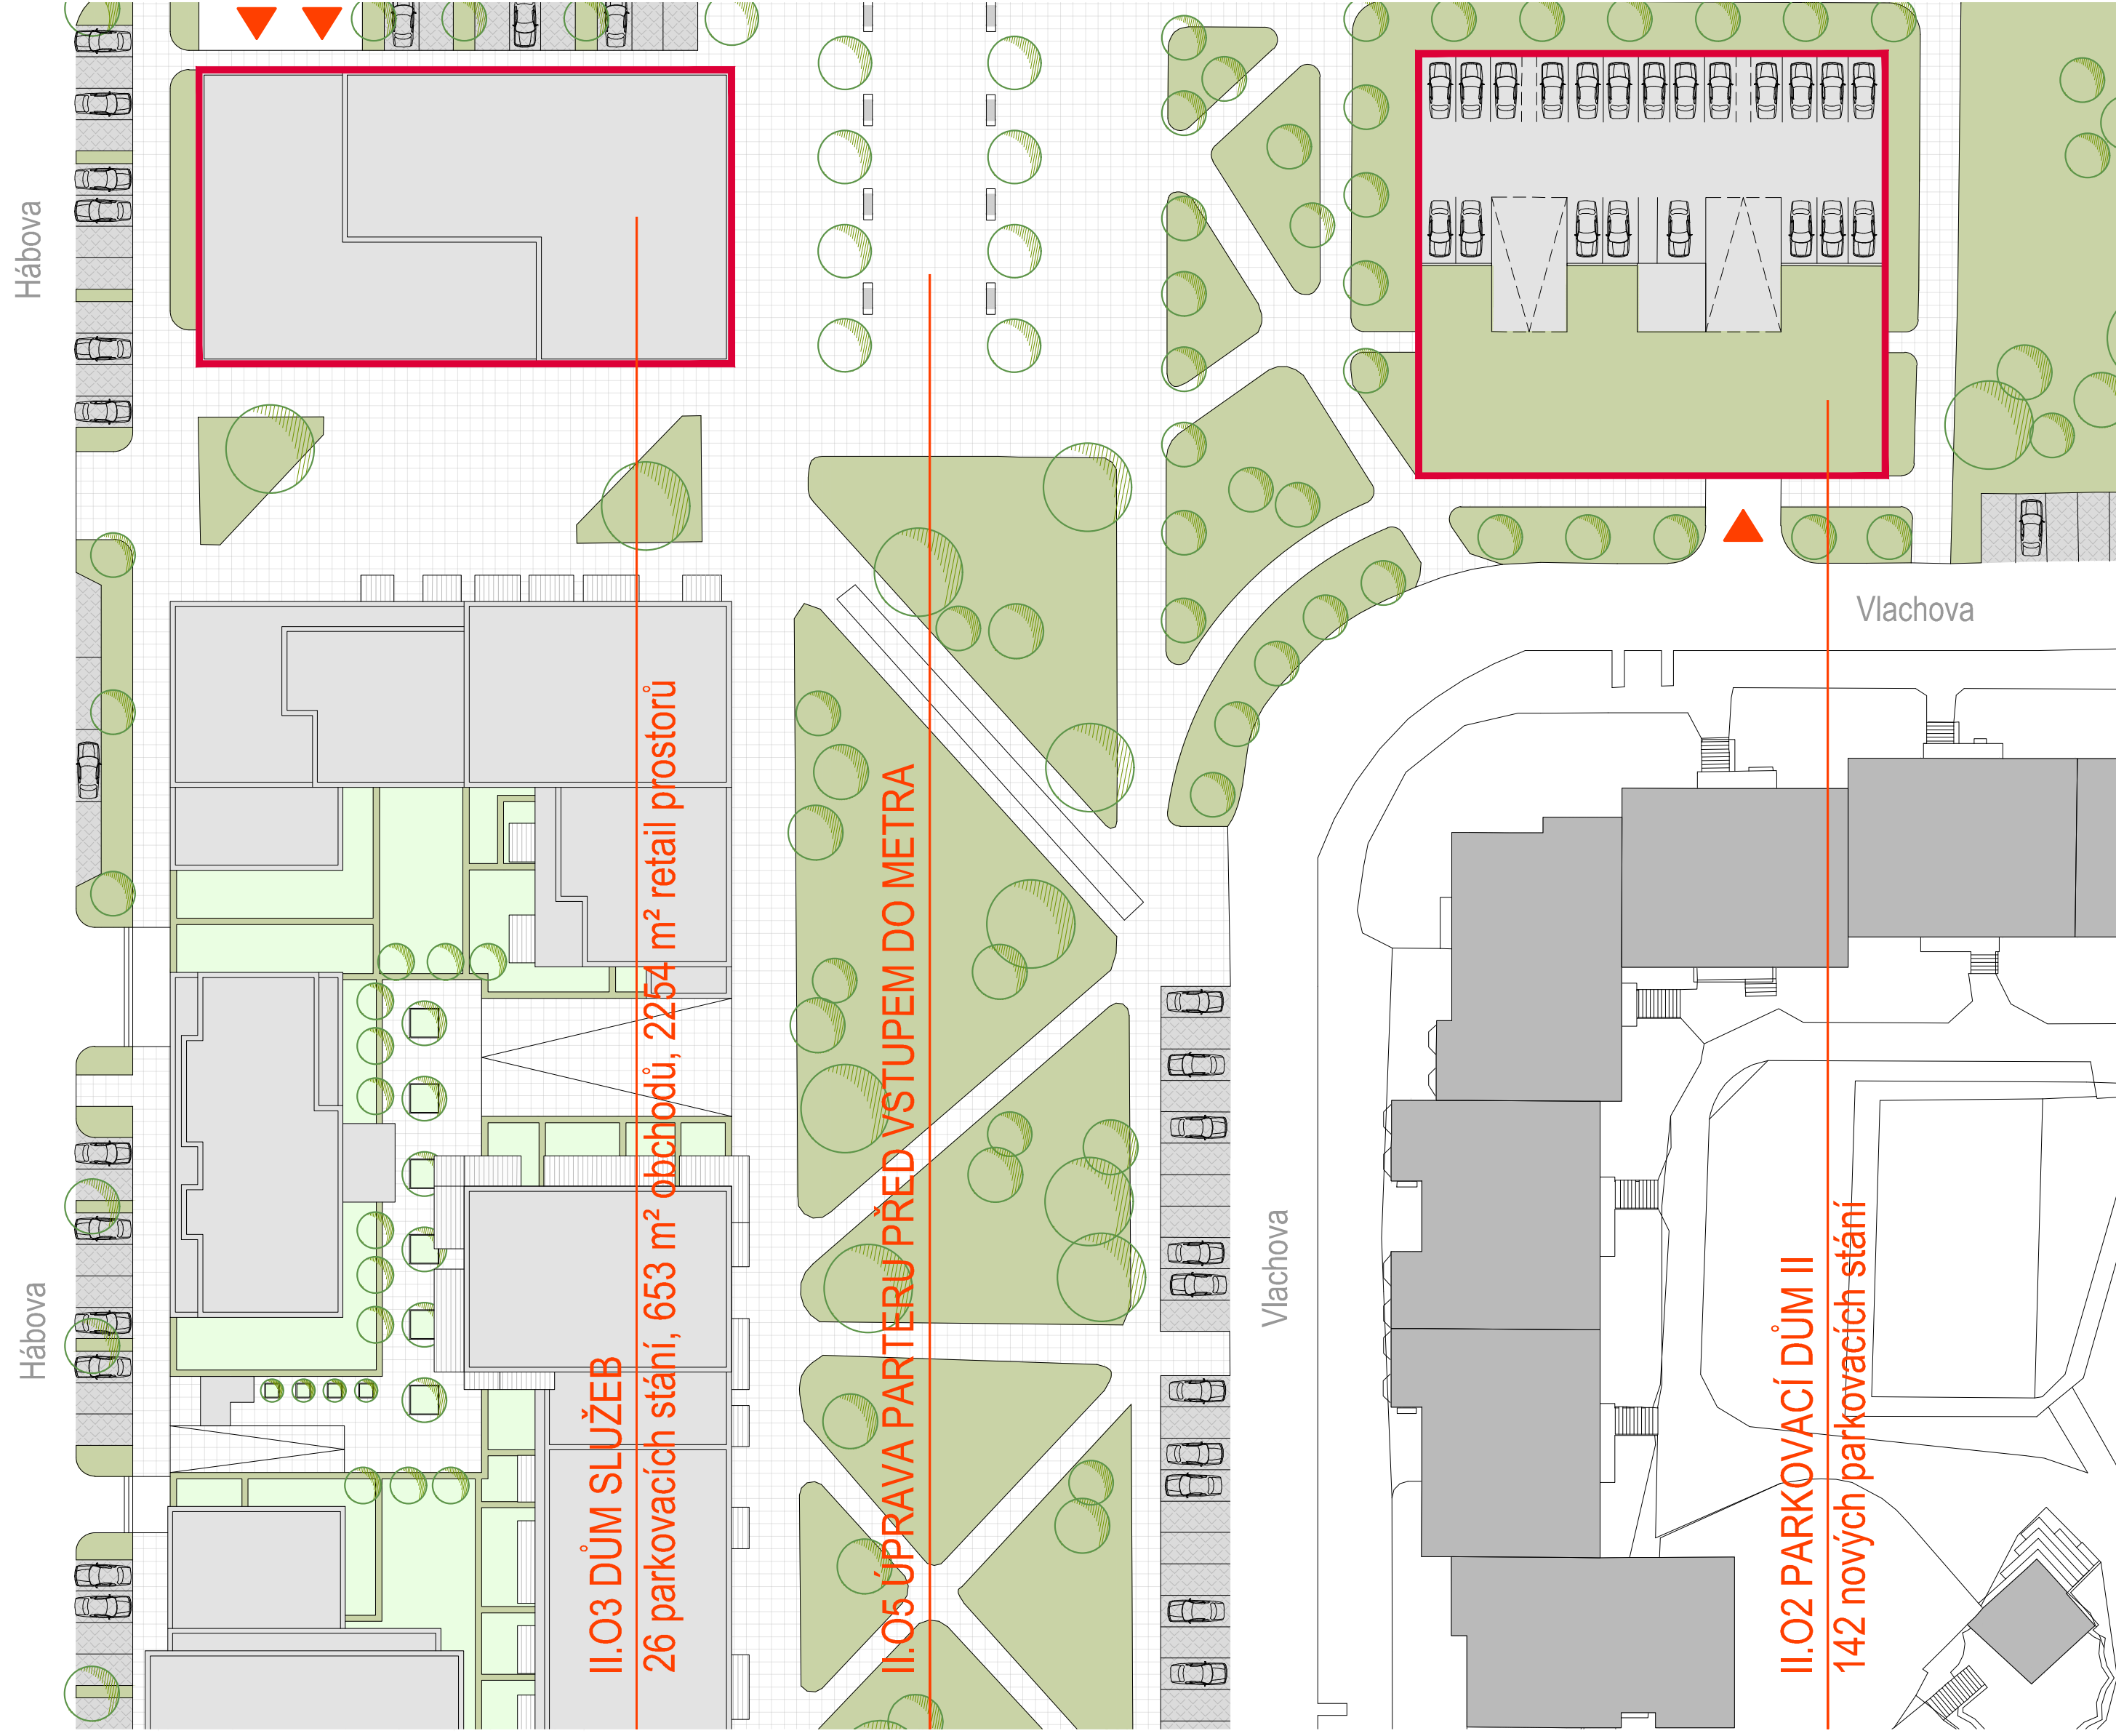 Hábova
Vlachova
II.O3 DŮM SLUŽEB
26 parkovacích stání, 653 m² obchodů, 2254 m² retail prostorů
II.O5 ÚPRAVA PARTERU PŘED VSTUPEM DO METRA
Hábova
Vlachova
II.O2 PARKOVACÍ DŮM II
142 nových parkovacích stání